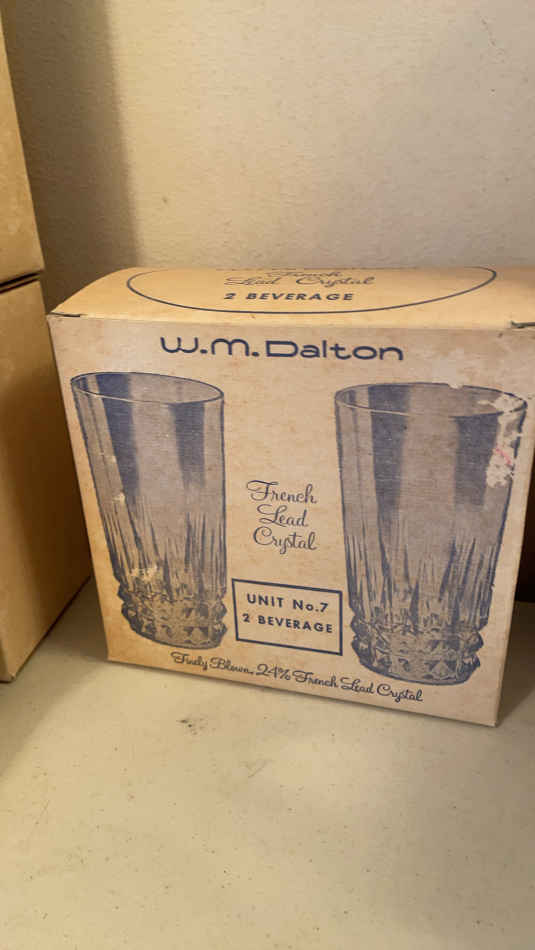 French
Lead Crystal
2 BEVERAGE
W.M. Dalton
French
Lead
Crystal
UNIT No.7
2 BEVERAGE
Finely Blown, 24% French Lead Crystal